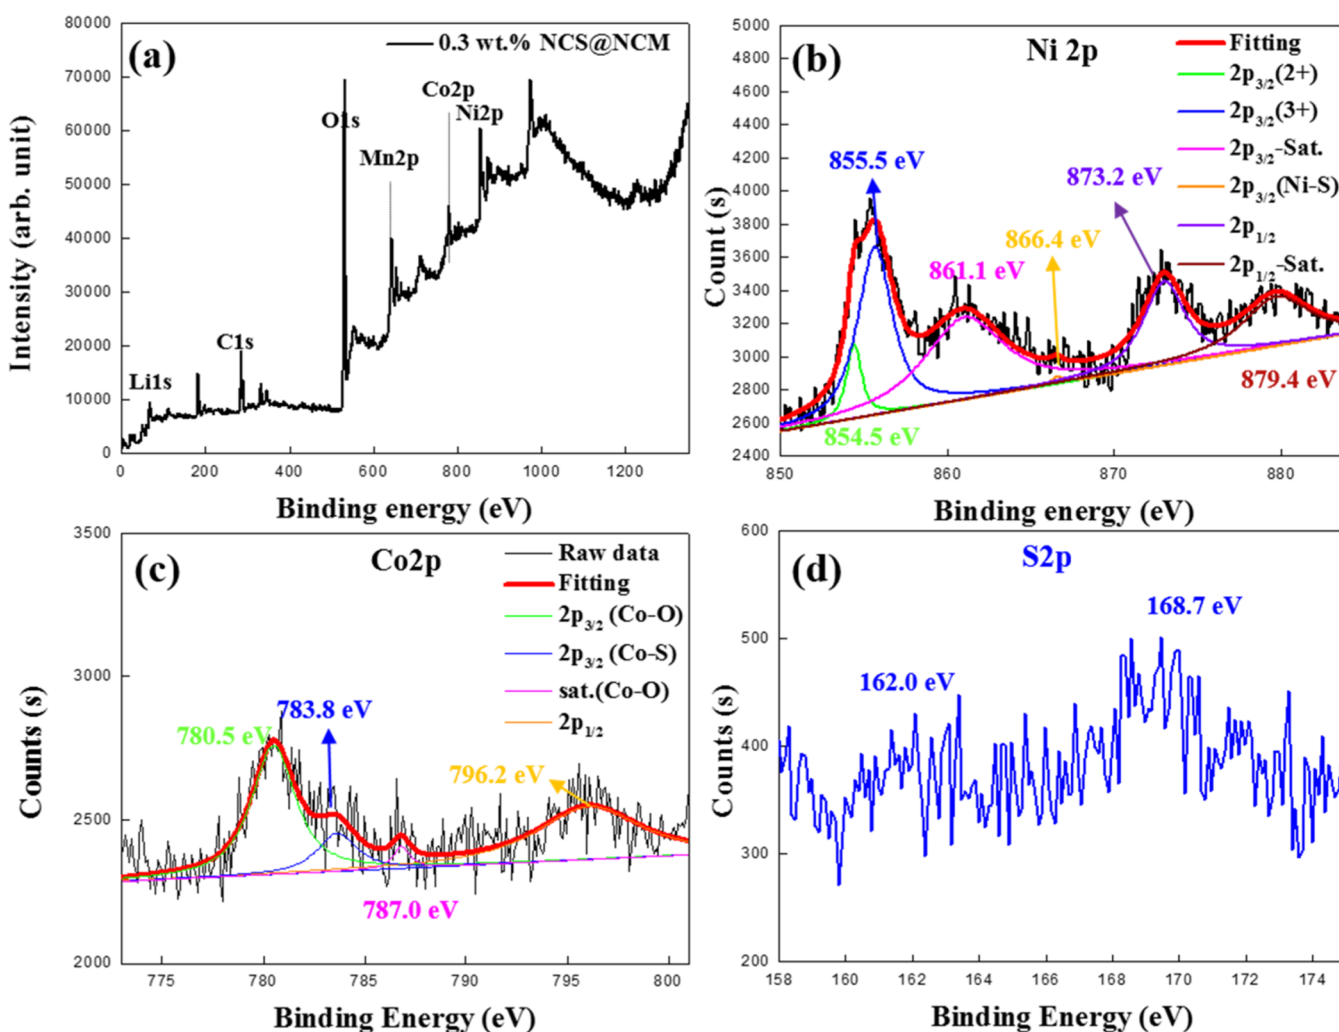 (a)
0.3 wt.% NCS@NCM
O1s
Co2p
Ni2p
Mn2p
C1s
Li1s
80000
70000
60000
50000
40000
30000
20000
10000
0
Intensity (arb. unit)
0 200 400 600 800 1000 1200
Binding energy (eV)
(b)
Ni 2p
Fitting
2p3/2(2+)
2p3/2(3+)
2p3/2-Sat.
2p3/2(Ni-S)
2p1/2
2p1/2-Sat.
855.5 eV
873.2 eV
866.4 eV
861.1 eV
879.4 eV
854.5 eV
5000
4800
4600
4400
4200
4000
3800
3600
3400
3200
3000
2800
2600
2400
Count (s)
850 860 870 880
Binding energy (eV)
(c)
Co2p
Raw data
Fitting
2p3/2 (Co-O)
2p3/2 (Co-S)
sat.(Co-O)
2p1/2
783.8 eV
780.5 eV
796.2 eV
787.0 eV
3500
3000
2500
2000
Counts (s)
775 780 785 790 795 800
Binding Energy (eV)
(d)
S2p
168.7 eV
162.0 eV
600
500
400
300
200
Counts (s)
158 160 162 164 166 168 170 172 174
Binding Energy (eV)